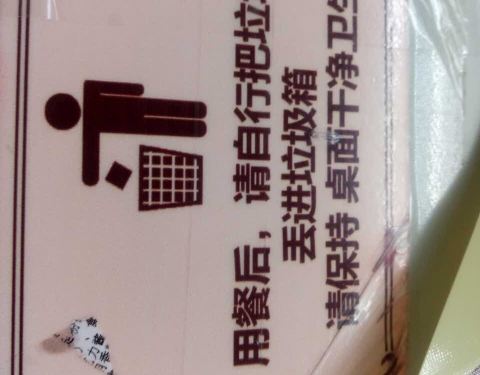 用餐后，请自行把垃圾
丢进垃圾箱
请保持 桌面干净卫生